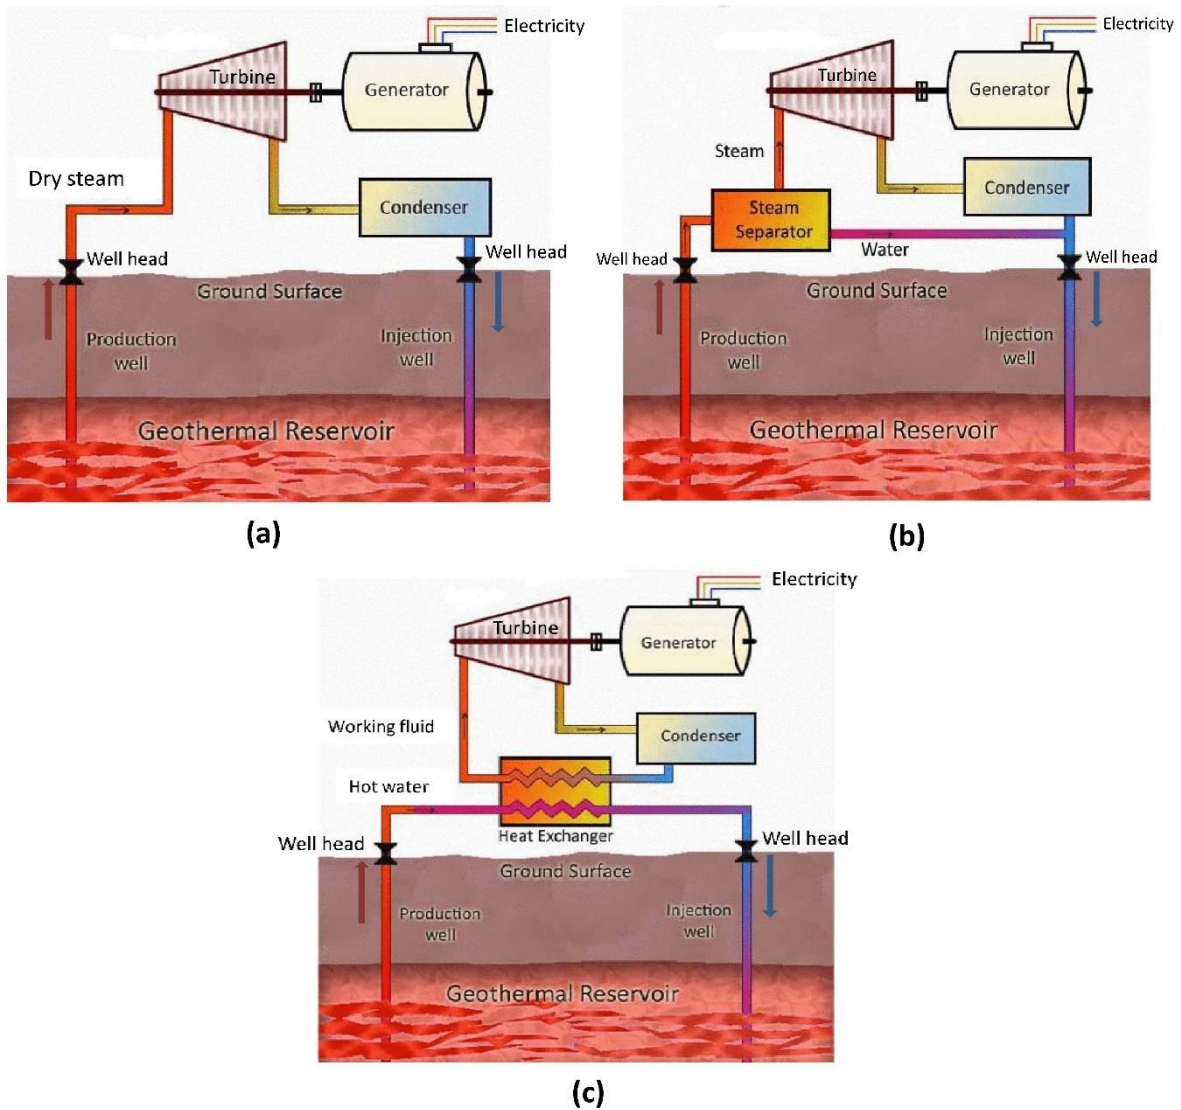 Electricity
Turbine
Generator
Dry steam
Condenser
Well head
Well head
Ground Surface
Production
well
Injection
well
Geothermal Reservoir
(a)
Electricity
Turbine
Generator
Steam
Condenser
Steam
Separator
Water
Well head
Well head
Ground Surface
Production
well
Injection
well
Geothermal Reservoir
(b)
Electricity
Turbine
Generator
Working fluid
Condenser
Hot water
Heat Exchanger
Well head
Well head
Ground Surface
Production
well
Injection
well
Geothermal Reservoir
(c)